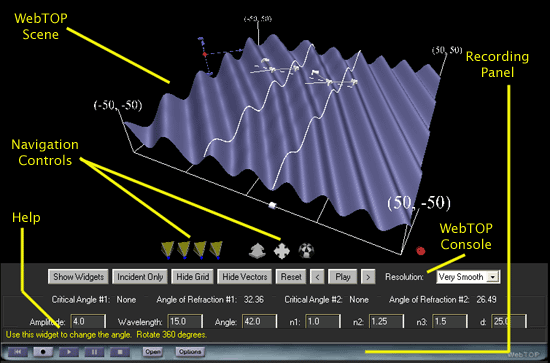 WebTOP
Scene
(-50, 50)
(50, 50)
Recording
Panel
(-50, -50)
Navigation
Controls
(50, -50)
Help
WebTOP
Console
Show Widgets Incident Only Hide Grid Hide Vectors Reset < Play > Resolution: Very Smooth
Critical Angle #1: None Angle of Refraction #1: 32.36 Critical Angle #2: None Angle of Refraction #2: 26.49
Amplitude: 4.0 Wavelength: 15.0 Angle: 42.0 n1: 1.0 n2: 1.25 n3: 1.5 d: 25.0
Use this widget to change the angle. Rotate 360 degrees.
Open Options WebTOP